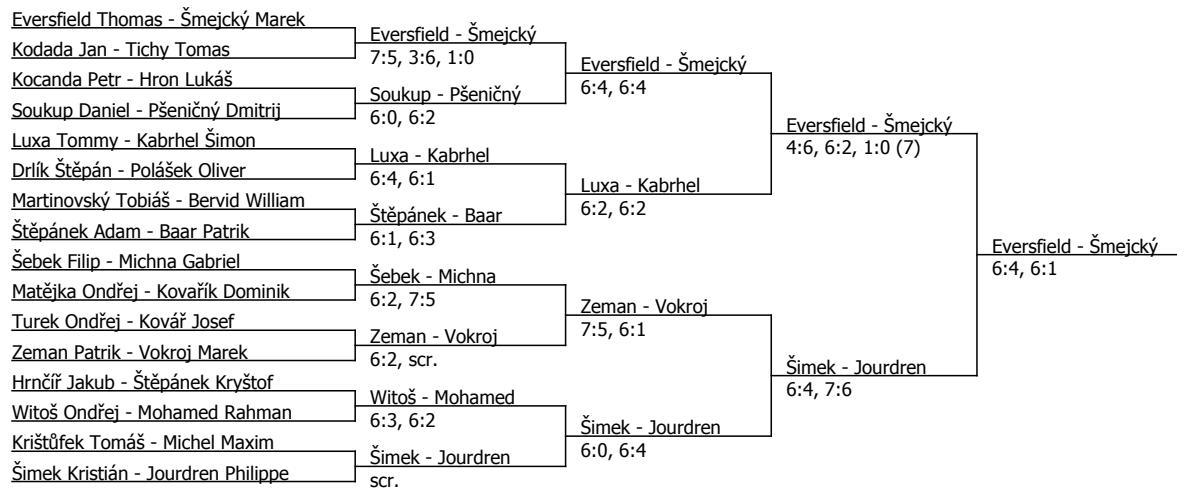 Eversfield Thomas - Šmejcký Marek
Kodada Jan - Tichy Tomas
Kocanda Petr - Hron Lukáš
Soukup Daniel - Pšeničný Dmitrij
Luxa Tommy - Kabrhel Šimon
Drlík Štěpán - Polášek Oliver
Martinovský Tobiáš - Bervid William
Štěpánek Adam - Baar Patrik
Šebek Filip - Michna Gabriel
Matějka Ondřej - Kovařík Dominik
Turek Ondřej - Kovář Josef
Zeman Patrik - Vokroj Marek
Hrnčíř Jakub - Štěpánek Kryštof
Witoš Ondřej - Mohamed Rahman
Krištůfek Tomáš - Michel Maxim
Šimek Kristián - Jourdren Philippe
Eversfield - Šmejcký
7:5, 3:6, 1:0
Soukup - Pšeničný
6:0, 6:2
Luxa - Kabrhel
6:4, 6:1
Štěpánek - Baar
6:1, 6:3
Šebek - Michna
6:2, 7:5
Zeman - Vokroj
6:2, scr.
Witoš - Mohamed
6:3, 6:2
Šimek - Jourdren
scr.
Eversfield - Šmejcký
6:4, 6:4
Luxa - Kabrhel
6:2, 6:2
Zeman - Vokroj
7:5, 6:1
Šimek - Jourdren
6:0, 6:4
Eversfield - Šmejcký
4:6, 6:2, 1:0 (7)
Šimek - Jourdren
6:4, 7:6
Eversfield - Šmejcký
6:4, 6:1